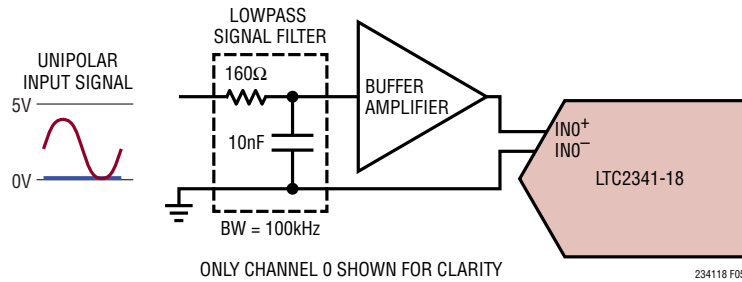 LOWPASS
SIGNAL FILTER
UNIPOLAR
INPUT SIGNAL
160Ω
BUFFER
AMPLIFIER
5V
IN0+
10nF
IN0–
LTC2341-18
0V
BW = 100kHz
ONLY CHANNEL 0 SHOWN FOR CLARITY
234118 F05